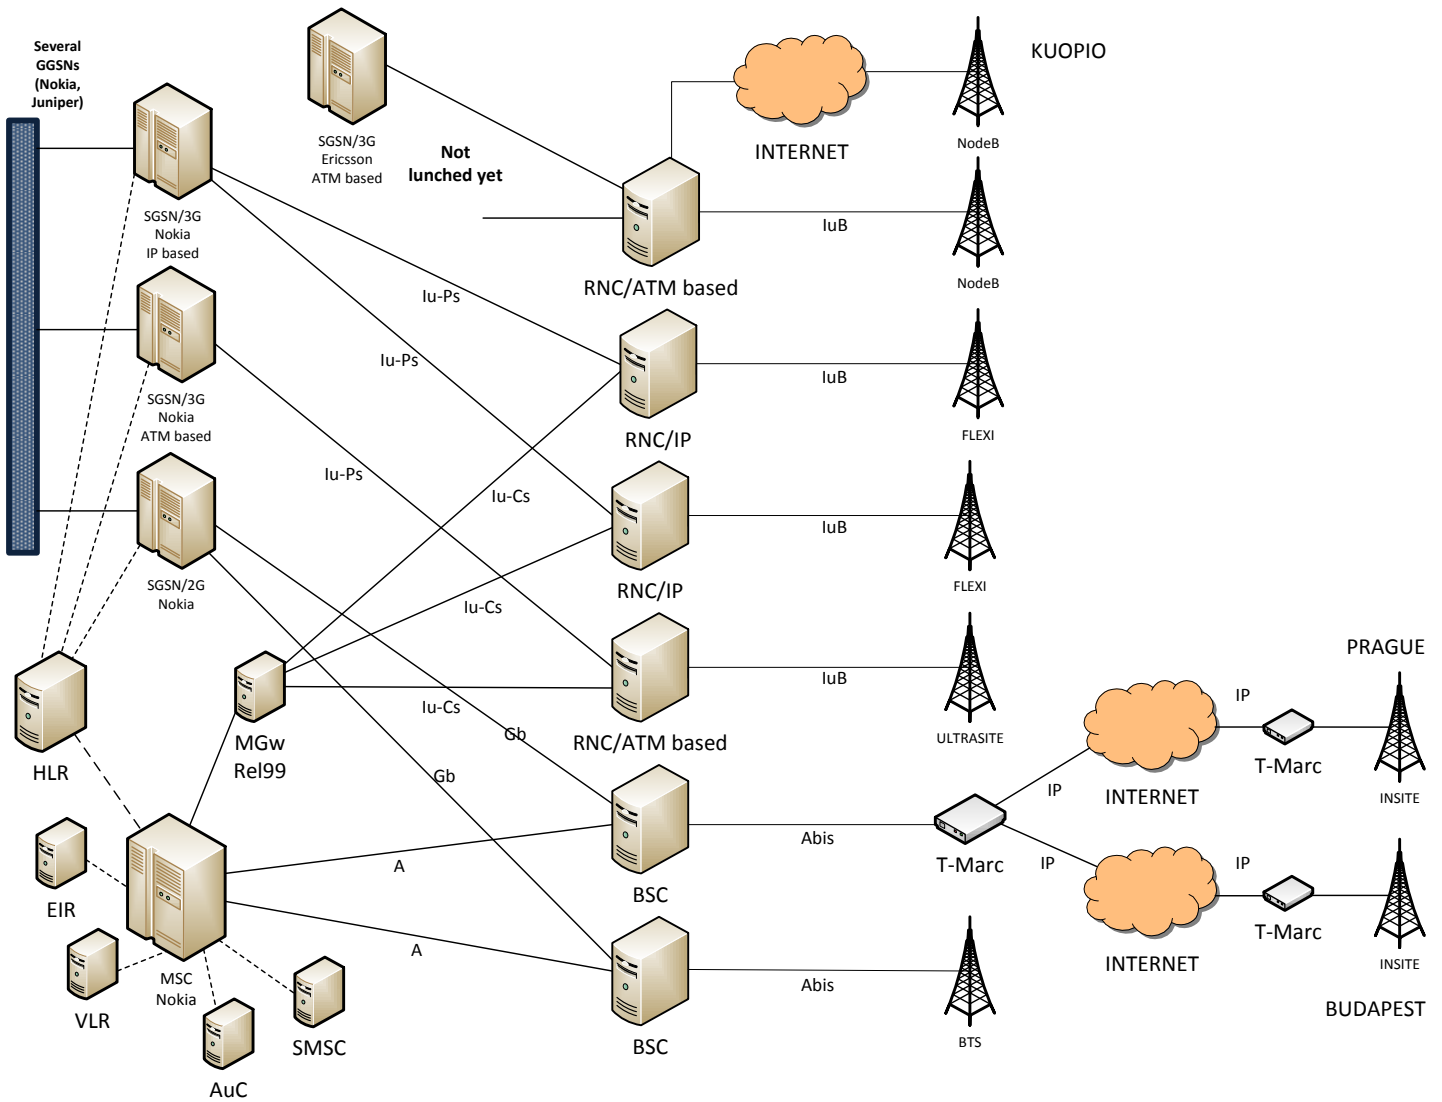 Several
GGSNs
(Nokia,
Juniper)
KUOPIO
INTERNET
NodeB
SGSN/3G
Ericsson
ATM based
Not
lunched yet
SGSN/3G
Nokia
IP based
IuB
NodeB
RNC/ATM based
Iu-Ps
Iu-Ps
IuB
SGSN/3G
Nokia
ATM based
RNC/IP
FLEXI
Iu-Ps
Iu-Cs
IuB
SGSN/2G
Nokia
Iu-Cs
RNC/IP
FLEXI
PRAGUE
IuB
IP
Iu-Cs
Gb
RNC/ATM based
ULTRASITE
MGw
Rel99
HLR
Gb
T-Marc
IP
INTERNET
INSITE
Abis
A
T-Marc
IP
IP
BSC
EIR
T-Marc
A
INTERNET
INSITE
MSC
Nokia
Abis
BUDAPEST
VLR
SMSC
BSC
BTS
AuC